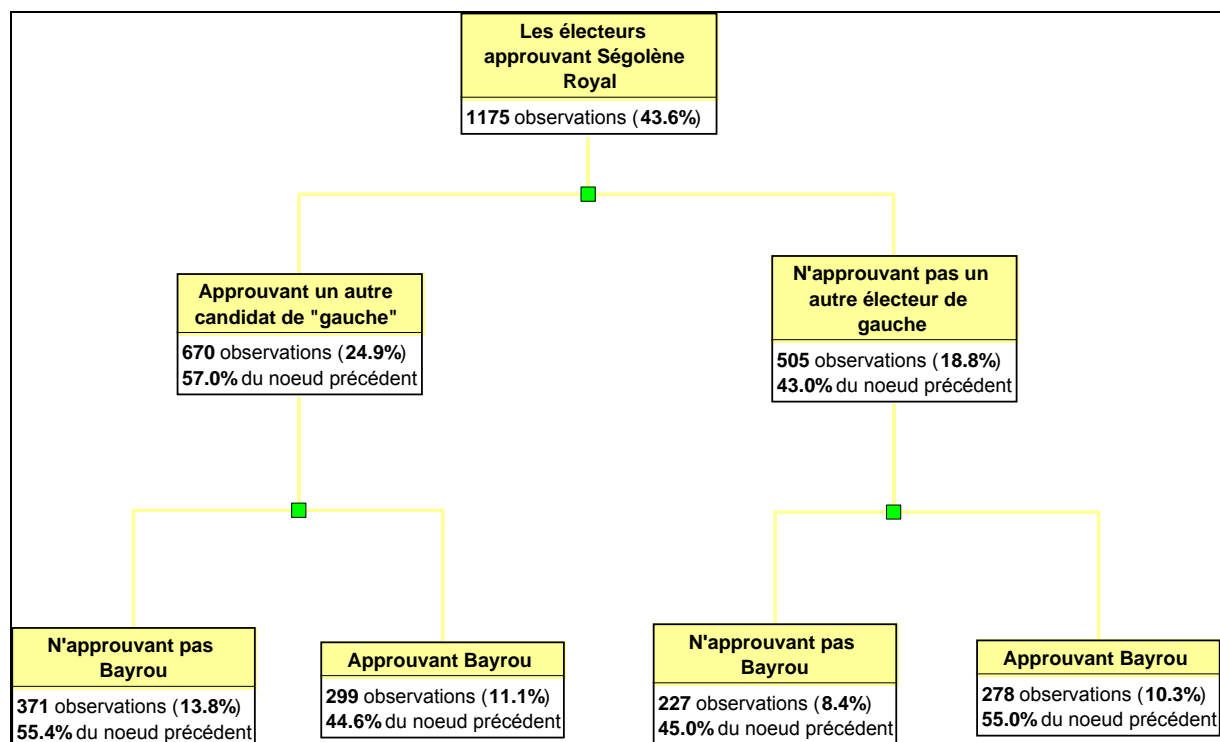 Les électeurs
approuvant Ségolène
Royal
1175 observations (43.6%)
Approuvant un autre
candidat de "gauche"
670 observations (24.9%)
57.0% du noeud précédent
N'approuvant pas un
autre électeur de
gauche
505 observations (18.8%)
43.0% du noeud précédent
N'approuvant pas
Bayrou
371 observations (13.8%)
55.4% du noeud précédent
Approuvant Bayrou
299 observations (11.1%)
44.6% du noeud précédent
N'approuvant pas
Bayrou
227 observations (8.4%)
45.0% du noeud précédent
Approuvant Bayrou
278 observations (10.3%)
55.0% du noeud précédent